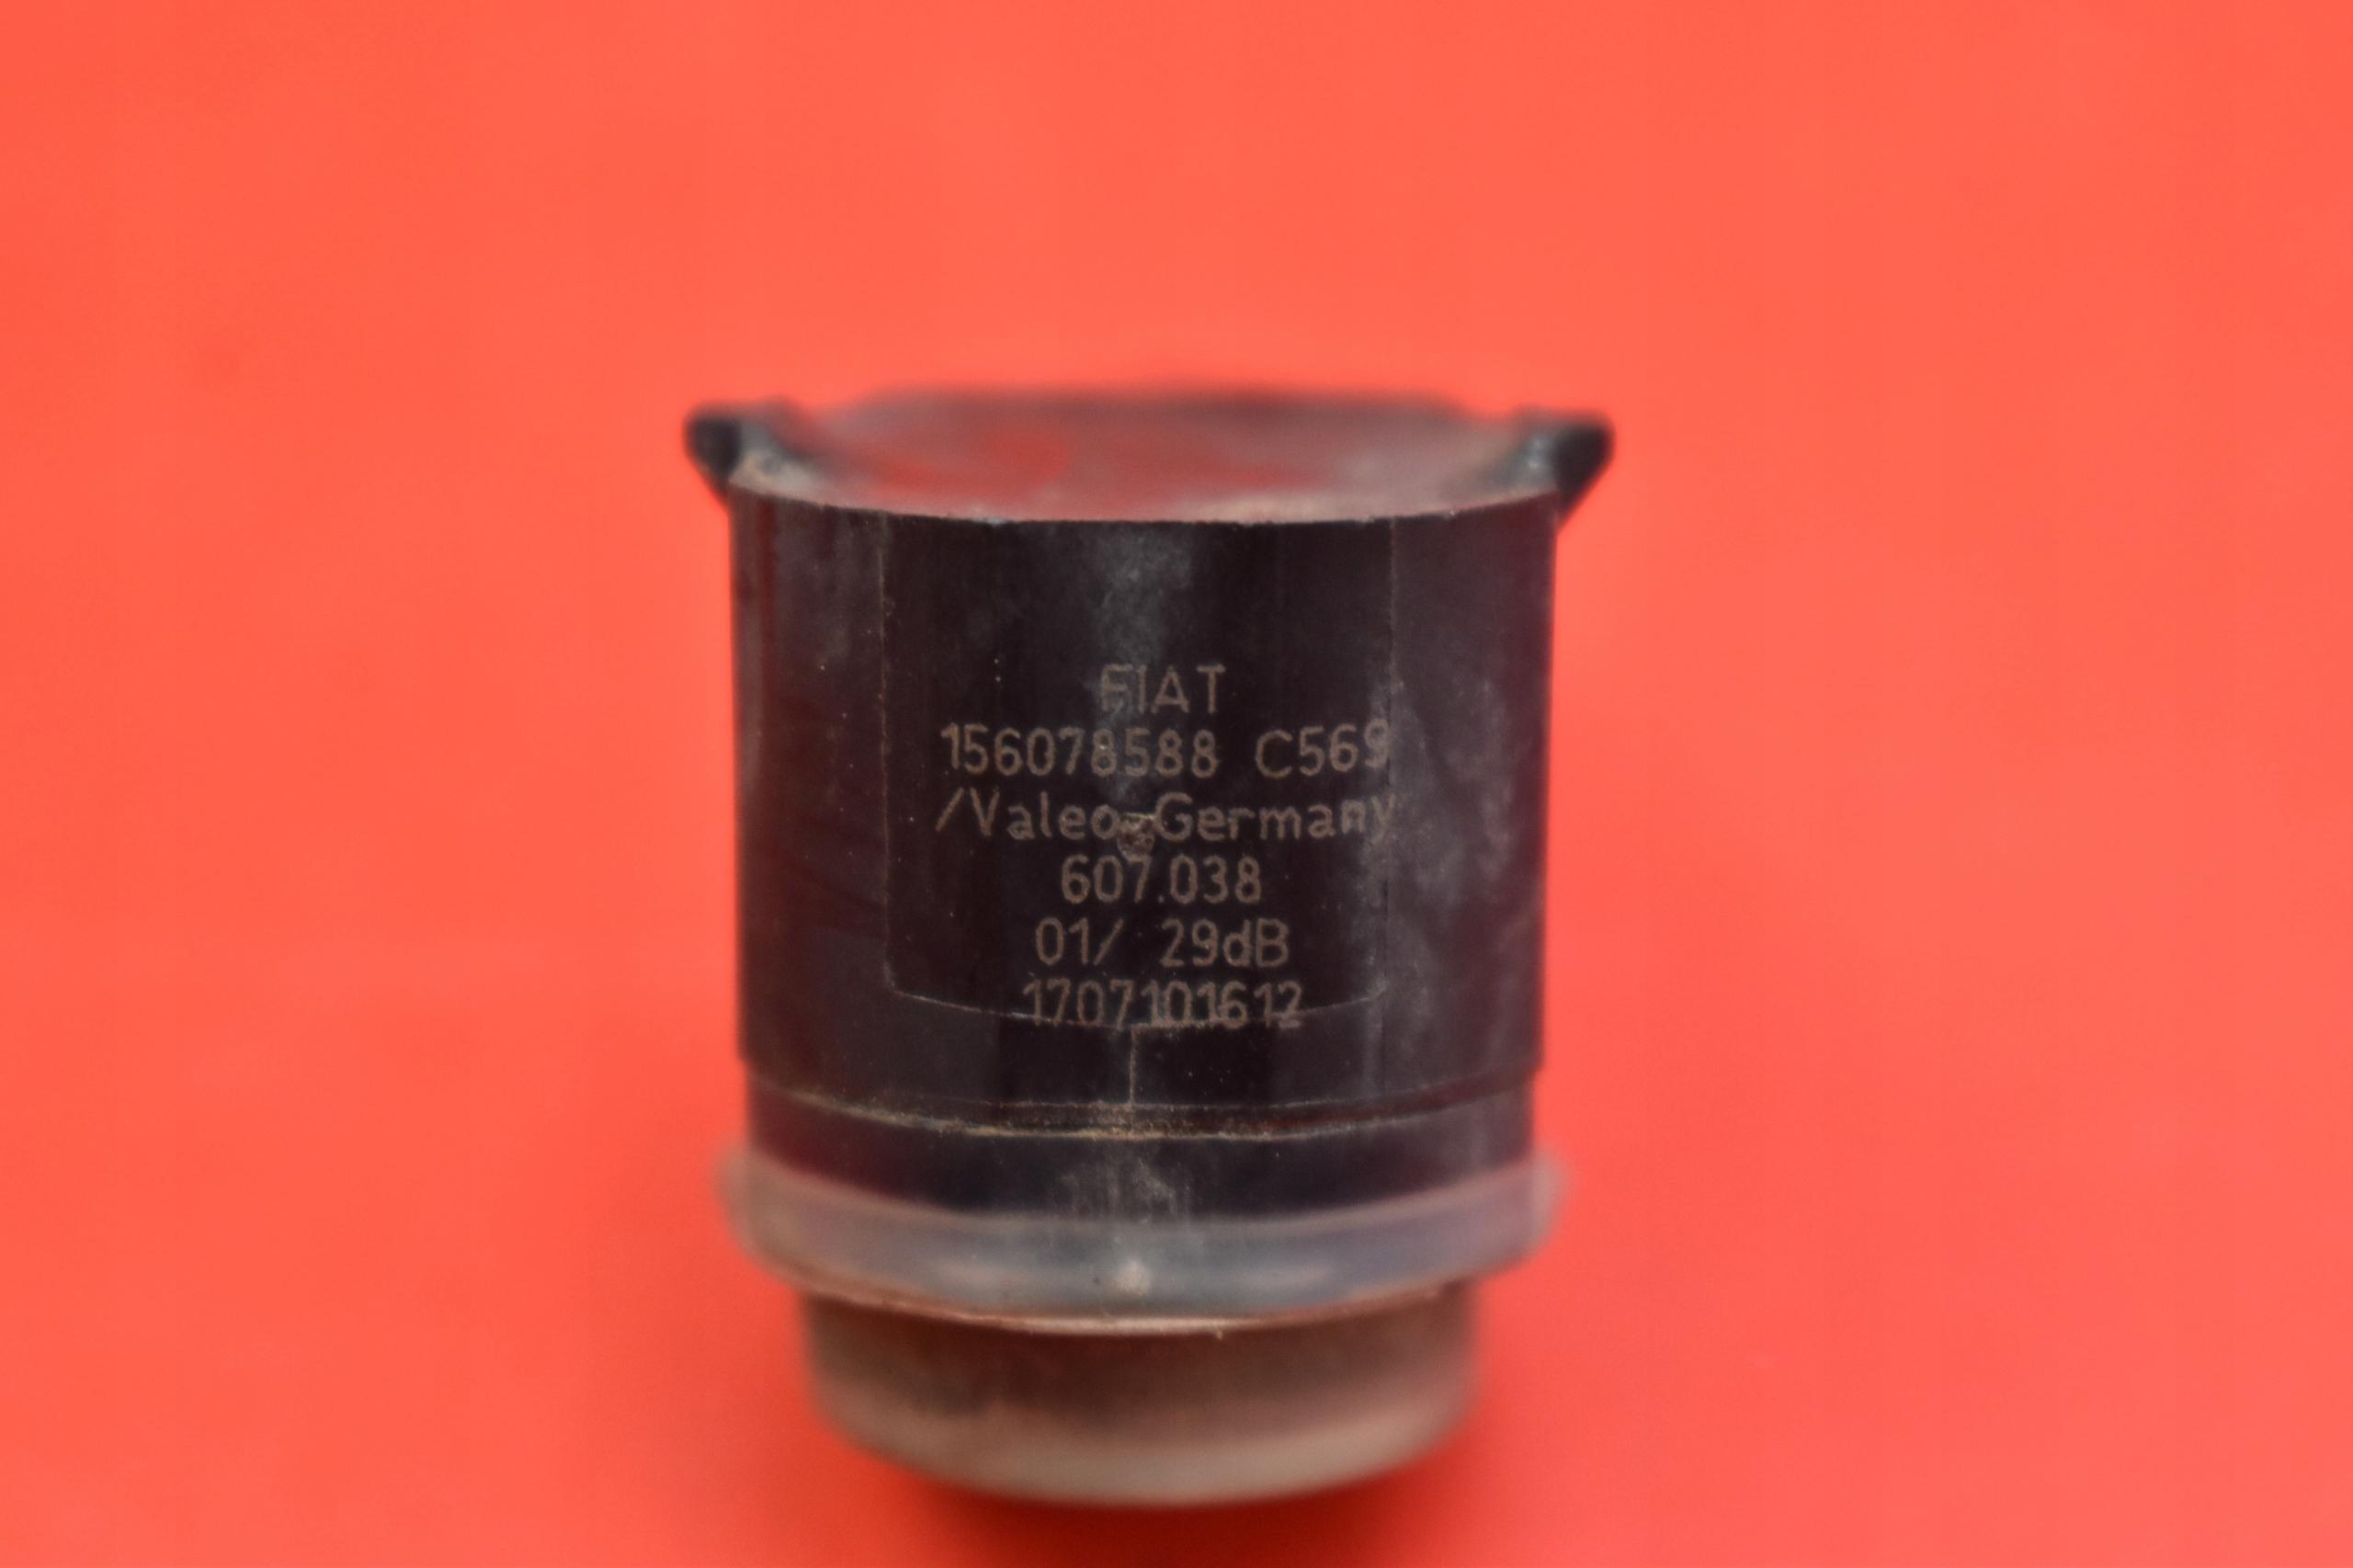 FIAT
156078588 C569
/Valeo-Germany
607.038
01/ 29dB
1707101612